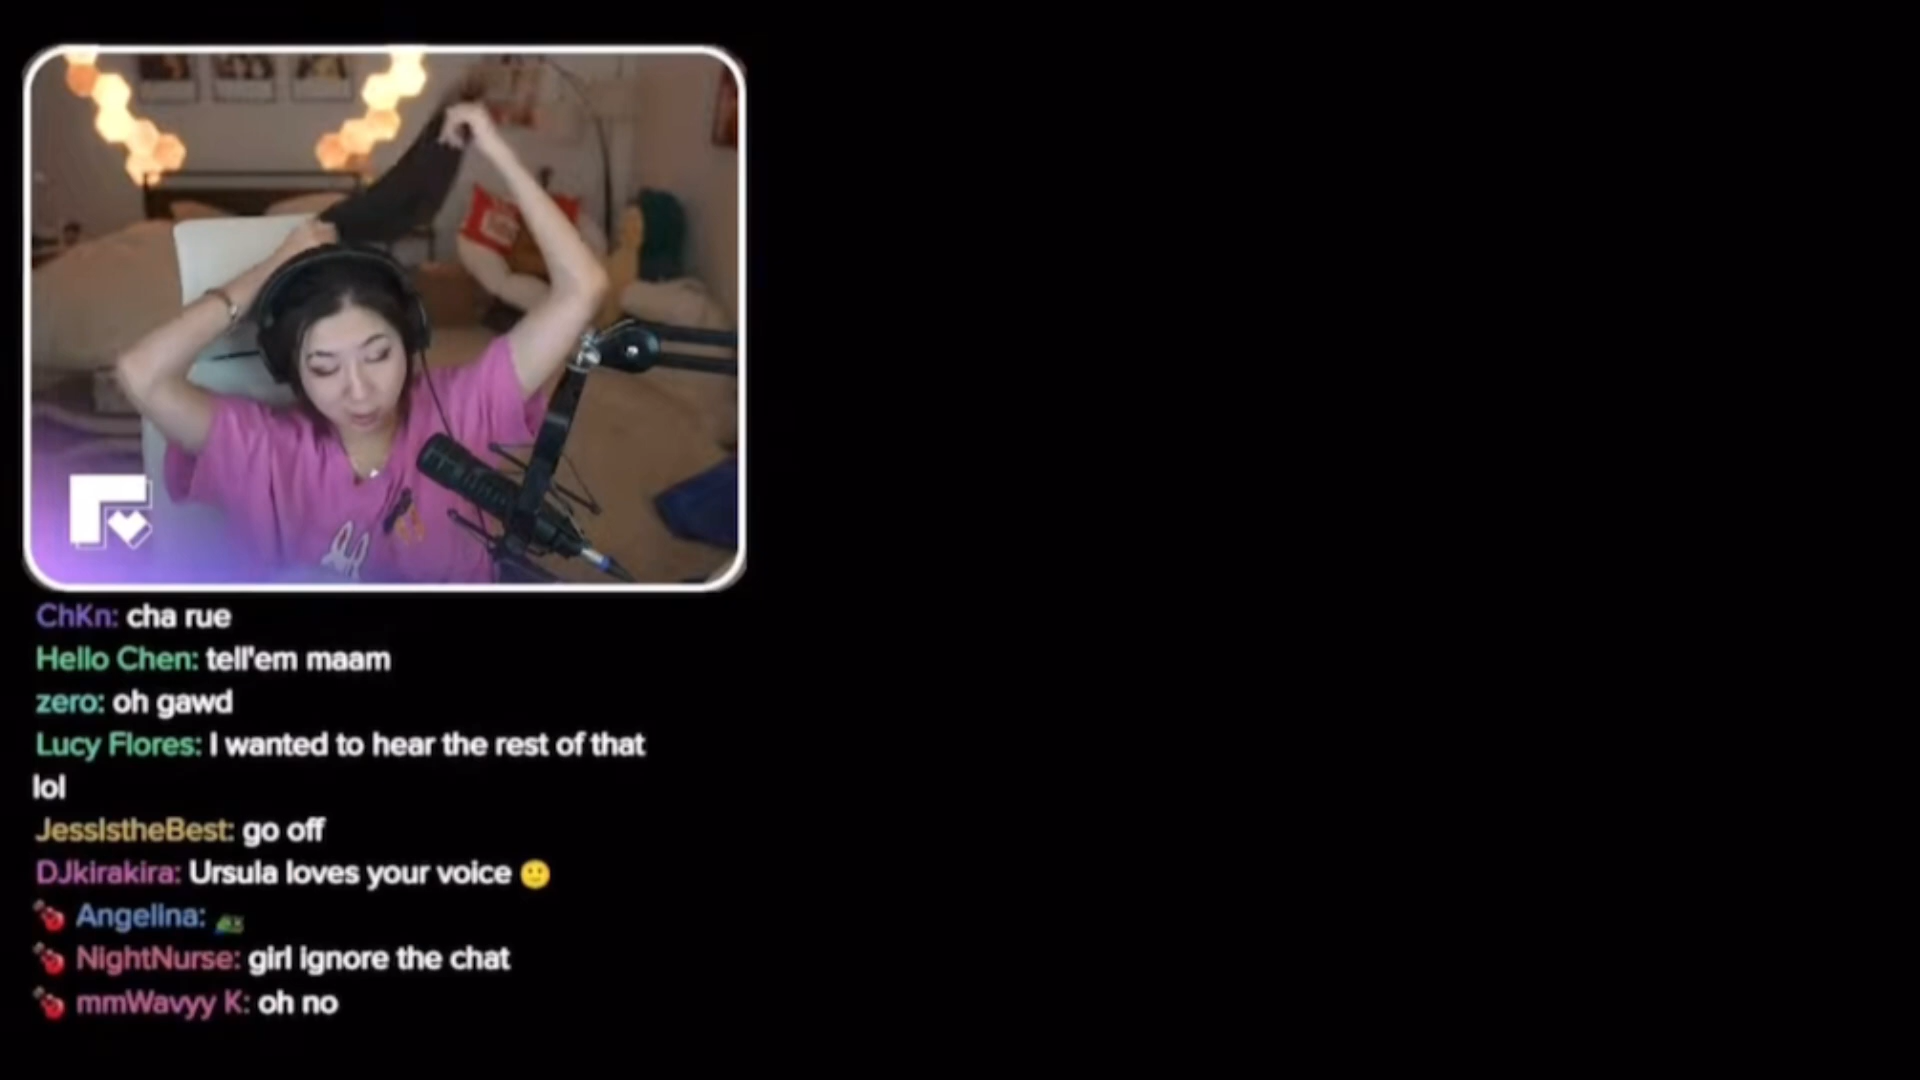 ChKn: cha rue
Hello Chen: tell'em maam
zero: oh gawd
Lucy Flores: I wanted to hear the rest of that
lol
JessIstheBest: go off
DJkirakira: Ursula loves your voice 🙂
Angelina:
NightNurse: girl ignore the chat
mmWavyy K: oh no